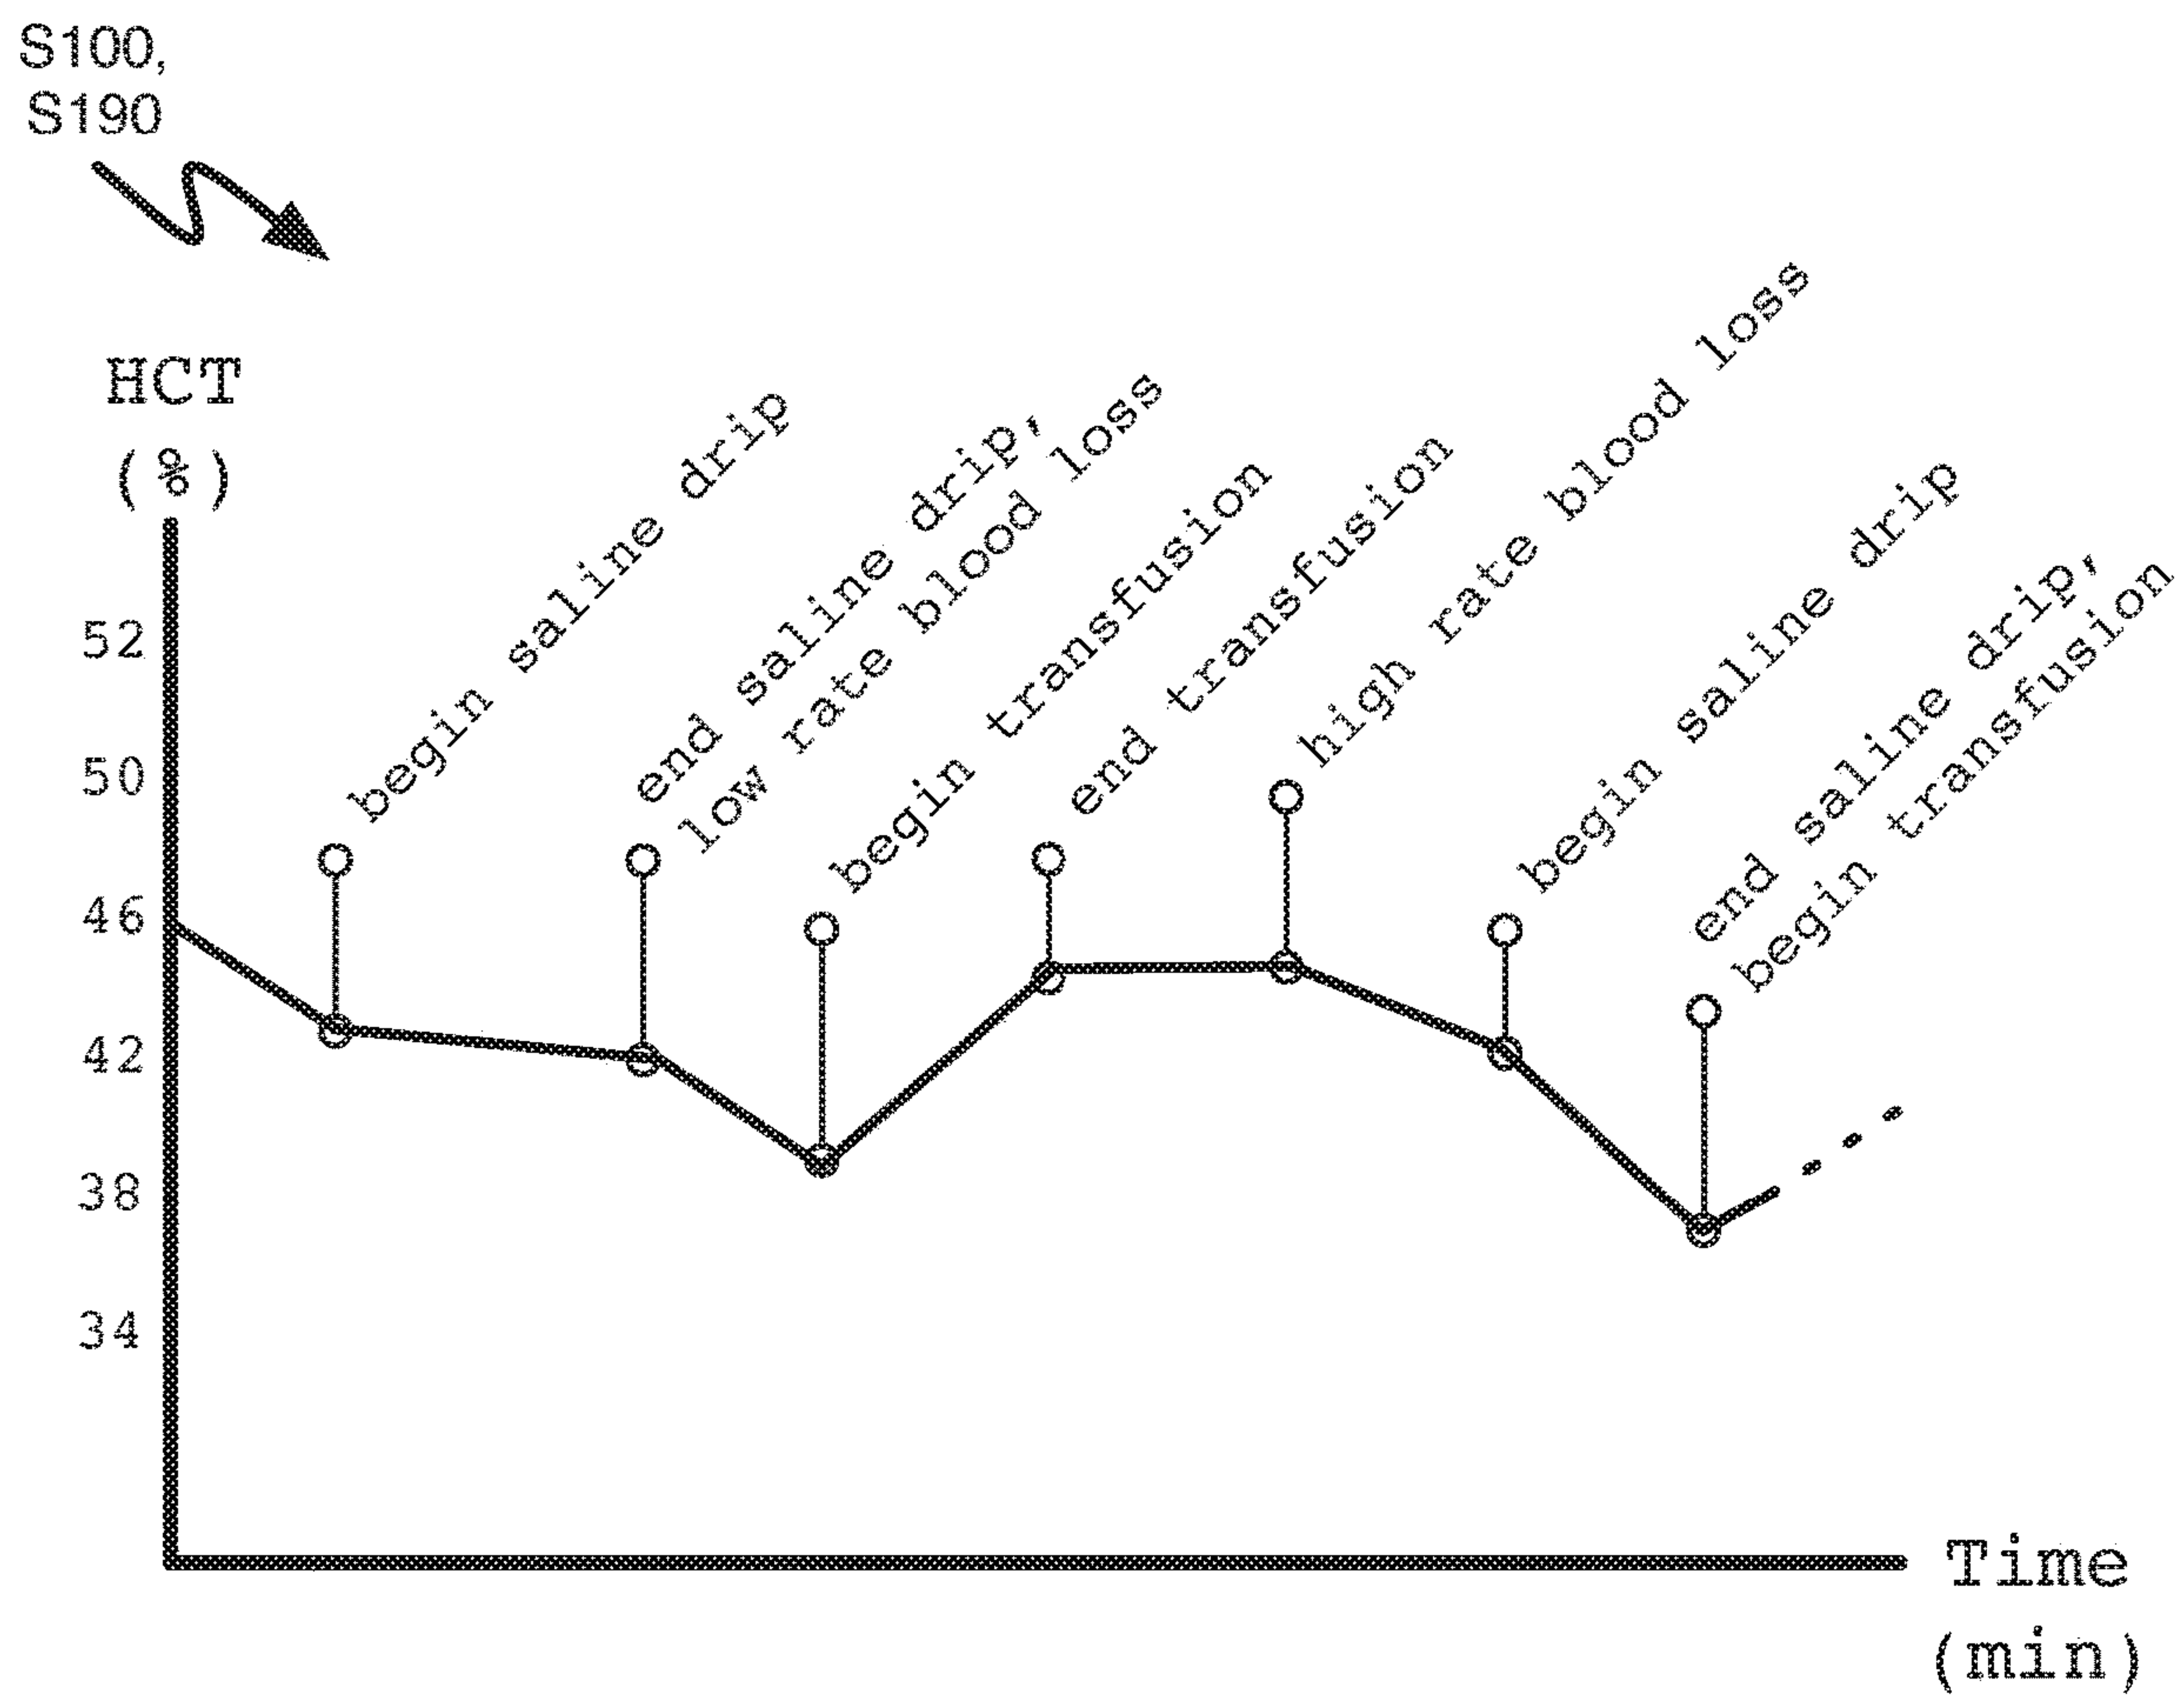 S100,
S190
HCT
(%)
52
50
46
42
38
34
begin saline drip
end saline drip,
low rate blood loss
begin transfusion
end transfusion
high rate blood loss
begin saline drip
end saline drip,
begin transfusion
Time
(min)